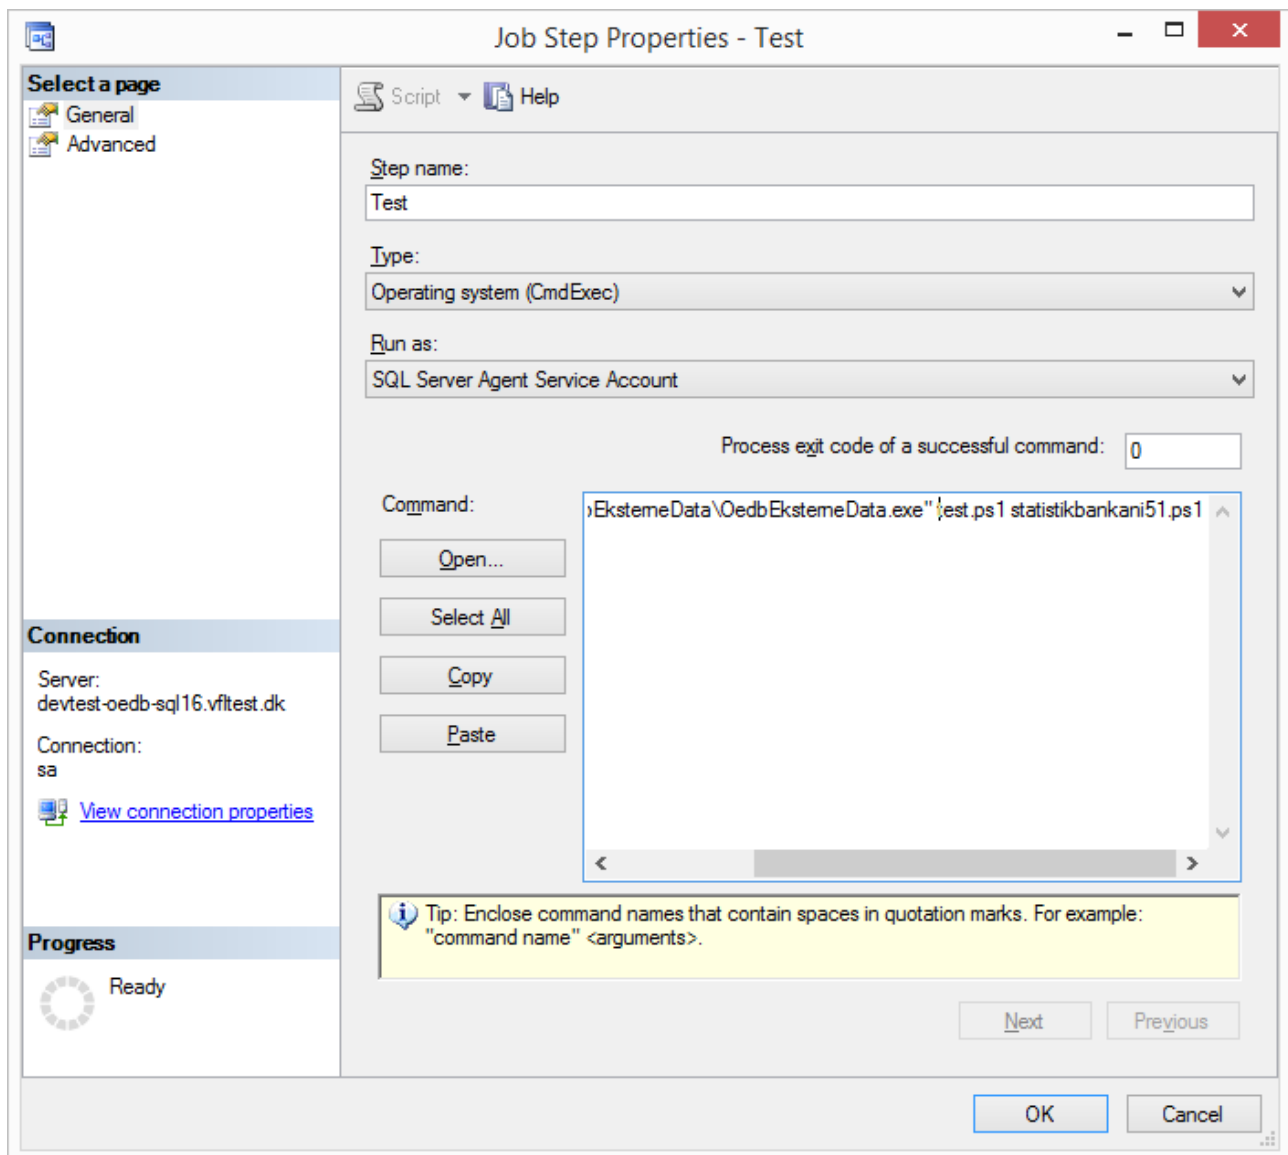 Job Step Properties - Test
Select a page
General
Advanced
Script
Help
Step name:
Test
Type:
Operating system (CmdExec)
Run as:
SQL Server Agent Service Account
Process exit code of a successful command:
0
Command:
EksterneData\OedbEksterneData.exe" test.ps1 statistikbankani51.ps1
Open...
Select All
Copy
Paste
Connection
Server:
devtest-oedb-sql16.vfltest.dk
Connection:
sa
View connection properties
Tip: Enclose command names that contain spaces in quotation marks. For example:
"command name" <arguments>.
Progress
Ready
Next
Previous
OK
Cancel